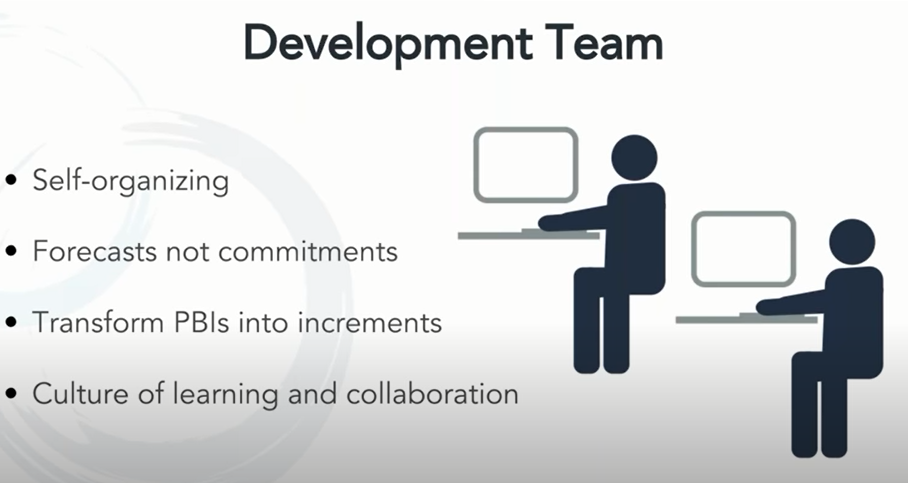 Development Team
• Self-organizing
• Forecasts not commitments
• Transform PBIs into increments
• Culture of learning and collaboration